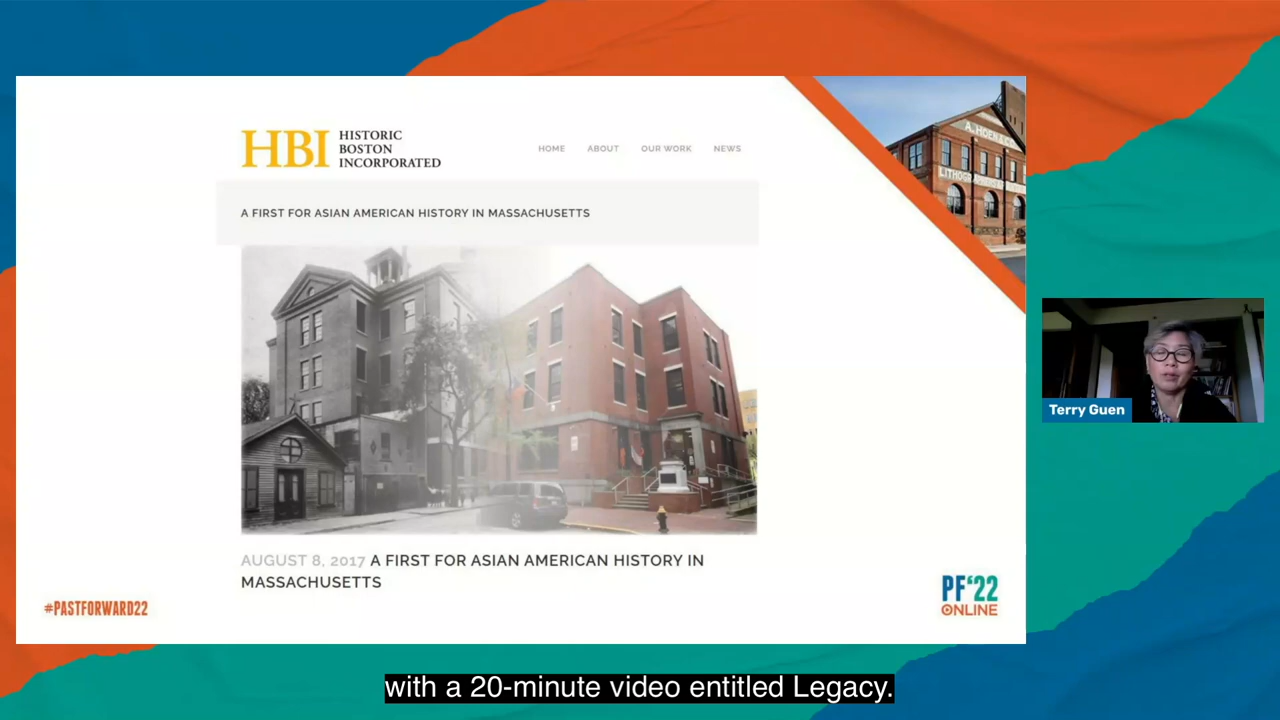 HBI HISTORIC
BOSTON
INCORPORATED
HOME ABOUT OUR WORK NEWS
A FIRST FOR ASIAN AMERICAN HISTORY IN MASSACHUSETTS
A. HOEN & CO.
LITHOGRAPHERS
Terry Guen
AUGUST 8, 2017 A FIRST FOR ASIAN AMERICAN HISTORY IN
MASSACHUSETTS
#PASTFORWARD22
PF'22
ONLINE
with a 20-minute video entitled Legacy.